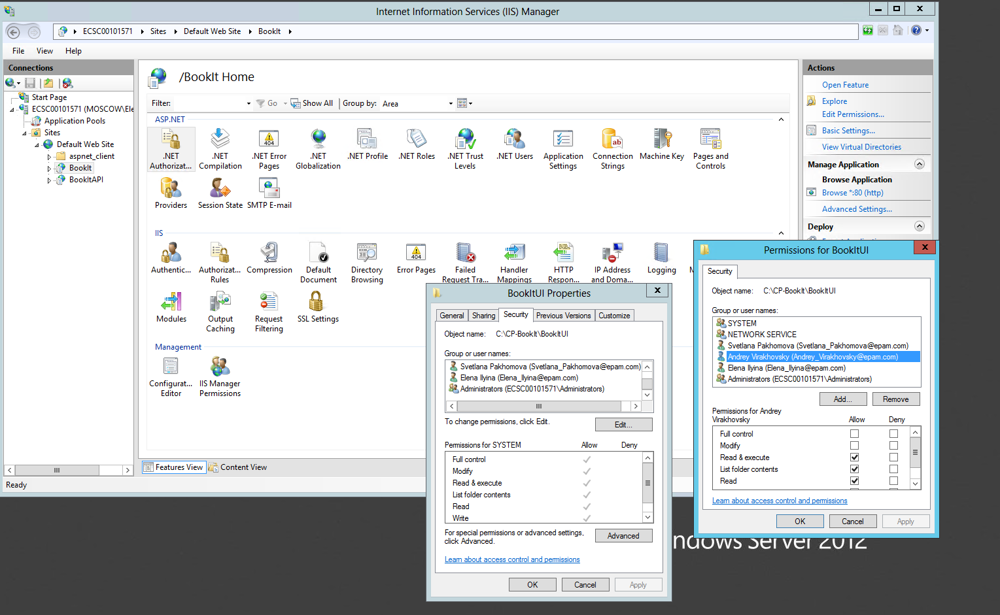 Internet Information Services (IIS) Manager
ECSC00101571 Sites Default Web Site BookIt
File View Help
Connections
Start Page
ECSC00101571 (MOSCOW\Ele
Application Pools
Sites
Default Web Site
aspnet_client
BookIt
BookItAPI
Ready
/BookIt Home
Filter: Go Show All Group by: Area
ASP.NET
.NET Authorizat...
.NET Compilation
.NET Error Pages
.NET Globalization
.NET Profile
.NET Roles
.NET Trust Levels
.NET Users
Application Settings
Connection Strings
Machine Key
Pages and Controls
Providers
Session State
SMTP E-mail
IIS
Authentic...
Authorizat... Rules
Compression
Default Document
Directory Browsing
Error Pages
Failed Request Tra...
Handler Mappings
HTTP Respon...
IP Address and Doma...
Logging
Modules
Output Caching
Request Filtering
SSL Settings
Management
Configurat... Editor
IIS Manager Permissions
Features View Content View
Actions
Open Feature
Explore
Edit Permissions...
Basic Settings...
View Virtual Directories
Manage Application
Browse Application
Browse *:80 (http)
Advanced Settings...
Deploy
BookItUI Properties
General Sharing Security Previous Versions Customize
Object name: C:\CP-BookIt\BookItUI
Group or user names:
Svetlana Pakhomova (Svetlana_Pakhomova@epam.com)
Elena Ilyina (Elena_Ilyina@epam.com)
Administrators (ECSC00101571\Administrators)
To change permissions, click Edit.
Edit...
Permissions for SYSTEM Allow Deny
Full control
Modify
Read & execute
List folder contents
Read
Write
For special permissions or advanced settings,
click Advanced.
Advanced
Learn about access control and permissions
OK Cancel Apply
Permissions for BookItUI
Security
Object name: C:\CP-BookIt\BookItUI
Group or user names:
SYSTEM
NETWORK SERVICE
Svetlana Pakhomova (Svetlana_Pakhomova@epam.com)
Andrey Virakhovsky (Andrey_Virakhovsky@epam.com)
Elena Ilyina (Elena_Ilyina@epam.com)
Administrators (ECSC00101571\Administrators)
Add... Remove
Permissions for Andrey
Virakhovsky Allow Deny
Full control
Modify
Read & execute
List folder contents
Read
Learn about access control and permissions
OK Cancel Apply
ndows Server 2012